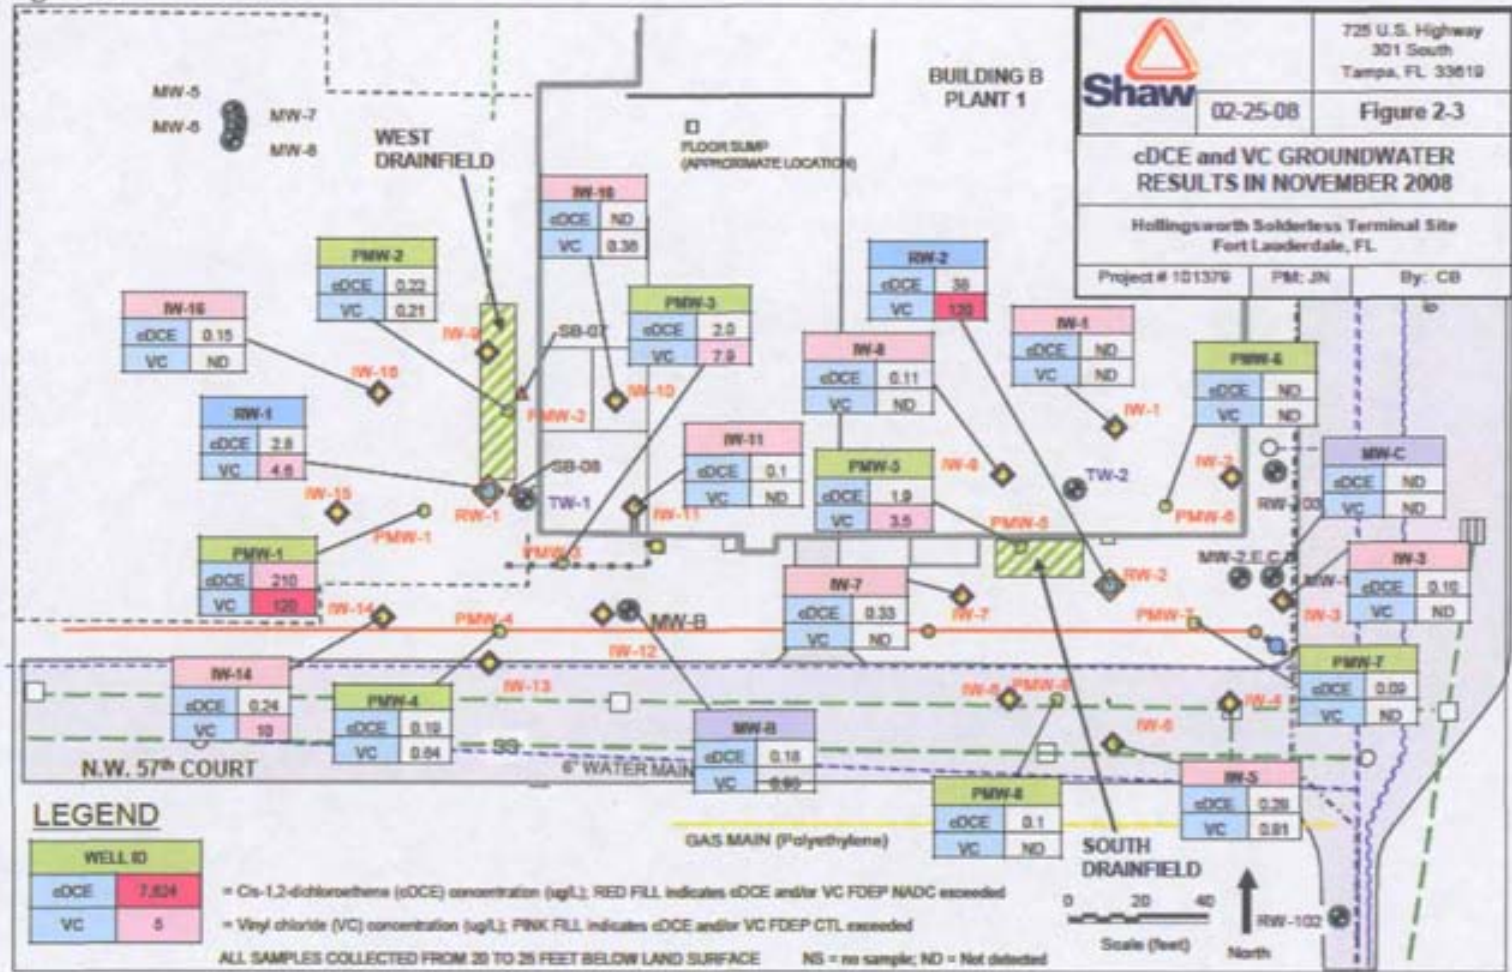 Shaw
725 U.S. Highway
301 South
Tampa, FL 33619
02-25-08
Figure 2-3
cDCE and VC GROUNDWATER
RESULTS IN NOVEMBER 2008
Hollingsworth Solderless Terminal Site
Fort Lauderdale, FL
Project # 101379
PM: JN
By: CB
BUILDING B
PLANT 1
MW-5
MW-6
MW-7
MW-8
WEST
DRAINFIELD
FLOOR SUMP
(APPROXIMATE LOCATION)
IW-10
cDCE ND
VC 0.36
PMW-2
cDCE 0.22
VC 0.21
RW-2
cDCE 38
VC 120
IW-16
cDCE 0.15
VC ND
PMW-3
cDCE 2.0
VC 7.9
IW-1
cDCE ND
VC ND
IW-8
cDCE 0.11
VC ND
PMW-6
cDCE ND
VC ND
IW-9
SB-07
IW-16
IW-10
PMW-2
RW-1
cDCE 2.8
VC 4.6
IW-11
cDCE 0.1
VC ND
IW-1
PMW-5
cDCE 1.9
VC 3.5
MW-C
cDCE ND
VC ND
IW-8
IW-2
TW-2
SB-08
IW-15
RW-1
TW-1
IW-11
PMW-6
PMW-1
PMW-5
PMW-3
PMW-1
cDCE 210
VC 120
MW-2,E,C,D
MW-1
IW-3
cDCE 0.10
VC ND
IW-7
cDCE 0.33
VC ND
RW-2
IW-14
PMW-4
MW-B
IW-7
PMW-7
IW-3
IW-12
IW-13
IW-14
cDCE 0.24
VC 10
PMW-4
cDCE 0.19
VC 0.64
PMW-7
cDCE 0.09
VC ND
PMW-8
IW-4
MW-B
cDCE 0.18
VC
SS
N.W. 57th COURT
6" WATER MAIN
IW-5
cDCE
VC 0.91
PMW-8
cDCE 0.1
VC ND
GAS MAIN (Polyethylene)
SOUTH
DRAINFIELD
0 20 40
Scale (feet)
North
RW-102
LEGEND
WELL ID
cDCE 7,824
VC 5
= Cis-1,2-dichloroethene (cDCE) concentration (ug/L); RED FILL indicates cDCE and/or VC FDEP NADC exceeded
= Vinyl chloride (VC) concentration (ug/L); PINK FILL indicates cDCE and/or VC FDEP CTL exceeded
ALL SAMPLES COLLECTED FROM 20 TO 25 FEET BELOW LAND SURFACE
NS = no sample; ND = Not detected